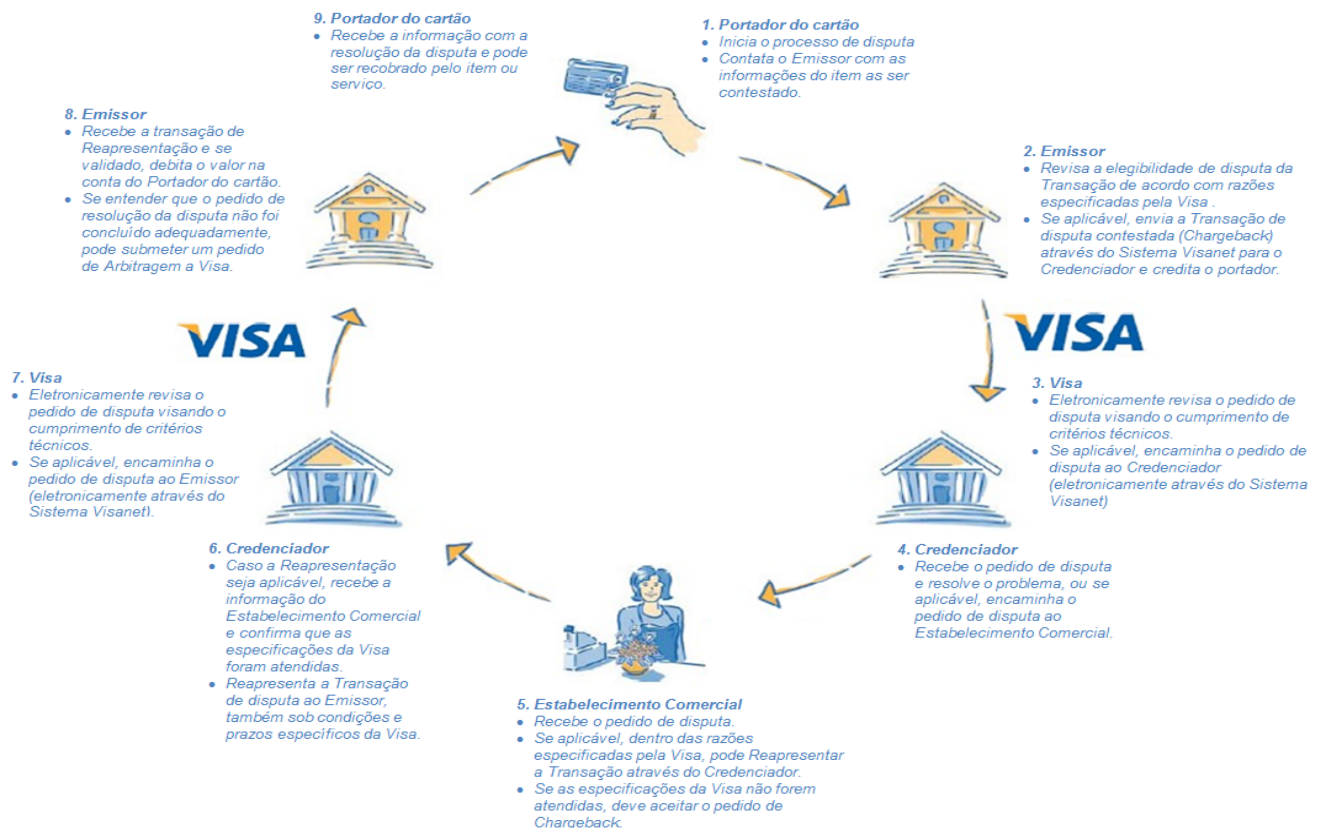 9. Portador do cartão
• Recebe a informação com a
resolução da disputa e pode
ser recobrado pelo item ou
serviço.
1. Portador do cartão
• Inicia o processo de disputa
• Contata o Emissor com as
informações do item as ser
contestado.
8. Emissor
• Recebe a transação de
Reapresentação e se
validado, debita o valor na
conta do Portador do cartão.
• Se entender que o pedido de
resolução da disputa não foi
concluído adequadamente,
pode submeter um pedido
de Arbitragem a Visa.
2. Emissor
• Revisa a elegibilidade de disputa da
Transação de acordo com razões
especificadas pela Visa .
• Se aplicável, envia a Transação de
disputa contestada (Chargeback)
através do Sistema Visanet para o
Credenciador e credita o portador.
VISA
VISA
7. Visa
• Eletronicamente revisa o
pedido de disputa visando o
cumprimento de critérios
técnicos.
• Se aplicável, encaminha o
pedido de disputa ao Emissor
(eletronicamente através do
Sistema Visanet).
3. Visa
• Eletronicamente revisa o pedido de
disputa visando o cumprimento de
critérios técnicos.
• Se aplicável, encaminha o pedido de
disputa ao Credenciador
(eletronicamente através do Sistema
Visanet)
6. Credenciador
• Caso a Reapresentação
seja aplicável, recebe a
informação do
Estabelecimento Comercial
e confirma que as
especificações da Visa
foram atendidas.
• Reapresenta a Transação
de disputa ao Emissor,
também sob condições e
prazos específicos da Visa.
4. Credenciador
• Recebe o pedido de disputa
e resolve o problema, ou se
aplicável, encaminha o
pedido de disputa ao
Estabelecimento Comercial.
5. Estabelecimento Comercial
• Recebe o pedido de disputa.
• Se aplicável, dentro das razões
especificadas pela Visa, pode Reapresentar
a Transação através do Credenciador.
• Se as especificações da Visa não forem
atendidas, deve aceitar o pedido de
Chargeback.